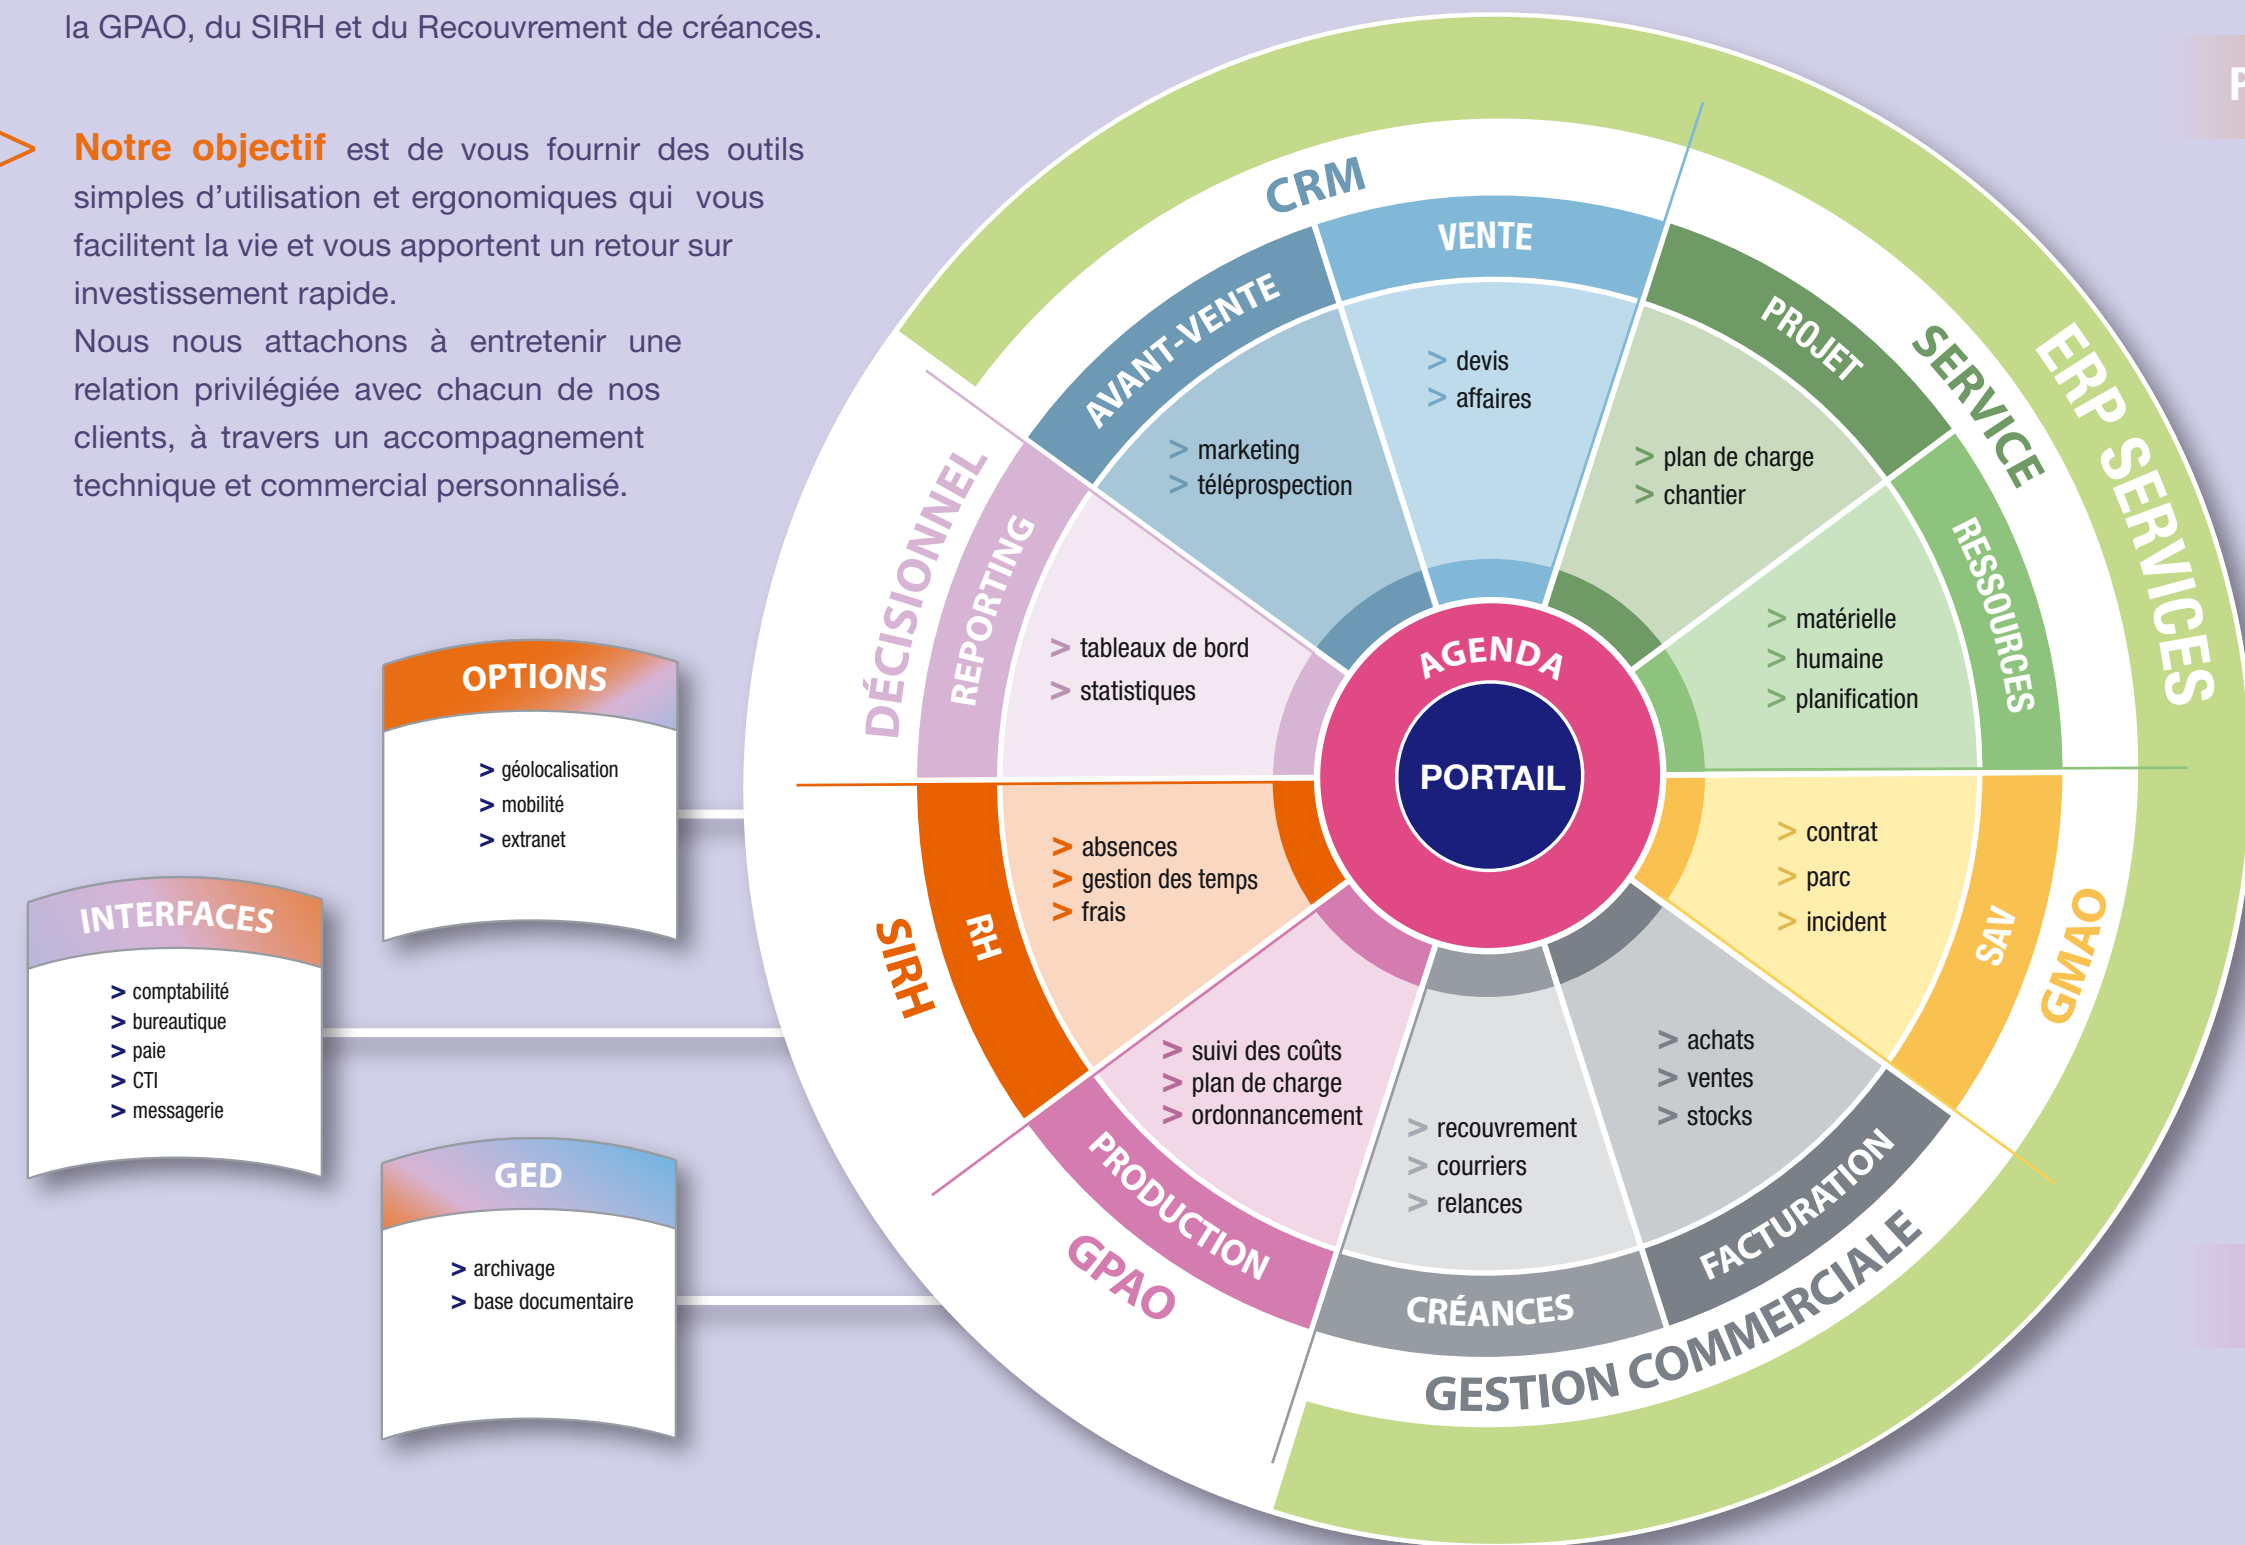 la GPAO, du SIRH et du Recouvrement de créances.
> Notre objectif est de vous fournir des outils
simples d'utilisation et ergonomiques qui vous
facilitent la vie et vous apportent un retour sur
investissement rapide.
Nous nous attachons à entretenir une
relation privilégiée avec chacun de nos
clients, à travers un accompagnement
technique et commercial personnalisé.
OPTIONS
> géolocalisation
> mobilité
> extranet
INTERFACES
> comptabilité
> bureautique
> paie
> CTI
> messagerie
GED
> archivage
> base documentaire
ERP SERVICES
CRM
AVANT-VENTE
> marketing
> téléprospection
VENTE
> devis
> affaires
SERVICE
PROJET
> plan de charge
> chantier
RESSOURCES
> matérielle
> humaine
> planification
GMAO
SAV
> contrat
> parc
> incident
GESTION COMMERCIALE
FACTURATION
> achats
> ventes
> stocks
CRÉANCES
> recouvrement
> courriers
> relances
GPAO
PRODUCTION
> suivi des coûts
> plan de charge
> ordonnancement
SIRH
RH
> absences
> gestion des temps
> frais
DÉCISIONNEL
REPORTING
> tableaux de bord
> statistiques
AGENDA
PORTAIL